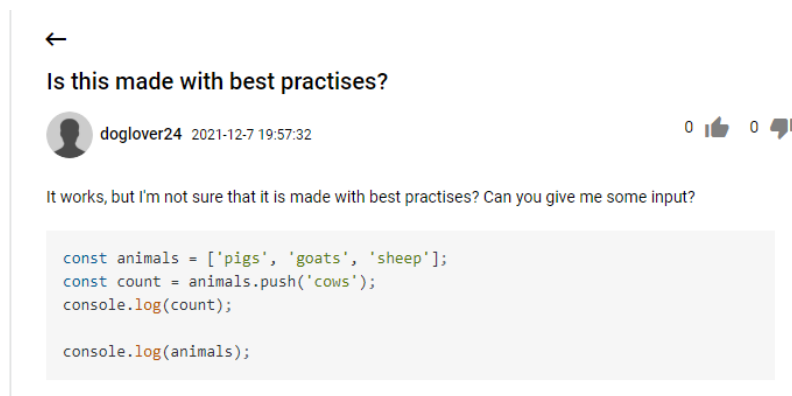 ←
Is this made with best practises?
doglover24 2021-12-7 19:57:32
0 0
It works, but I'm not sure that it is made with best practises? Can you give me some input?
const animals = ['pigs', 'goats', 'sheep'];
const count = animals.push('cows');
console.log(count);
console.log(animals);